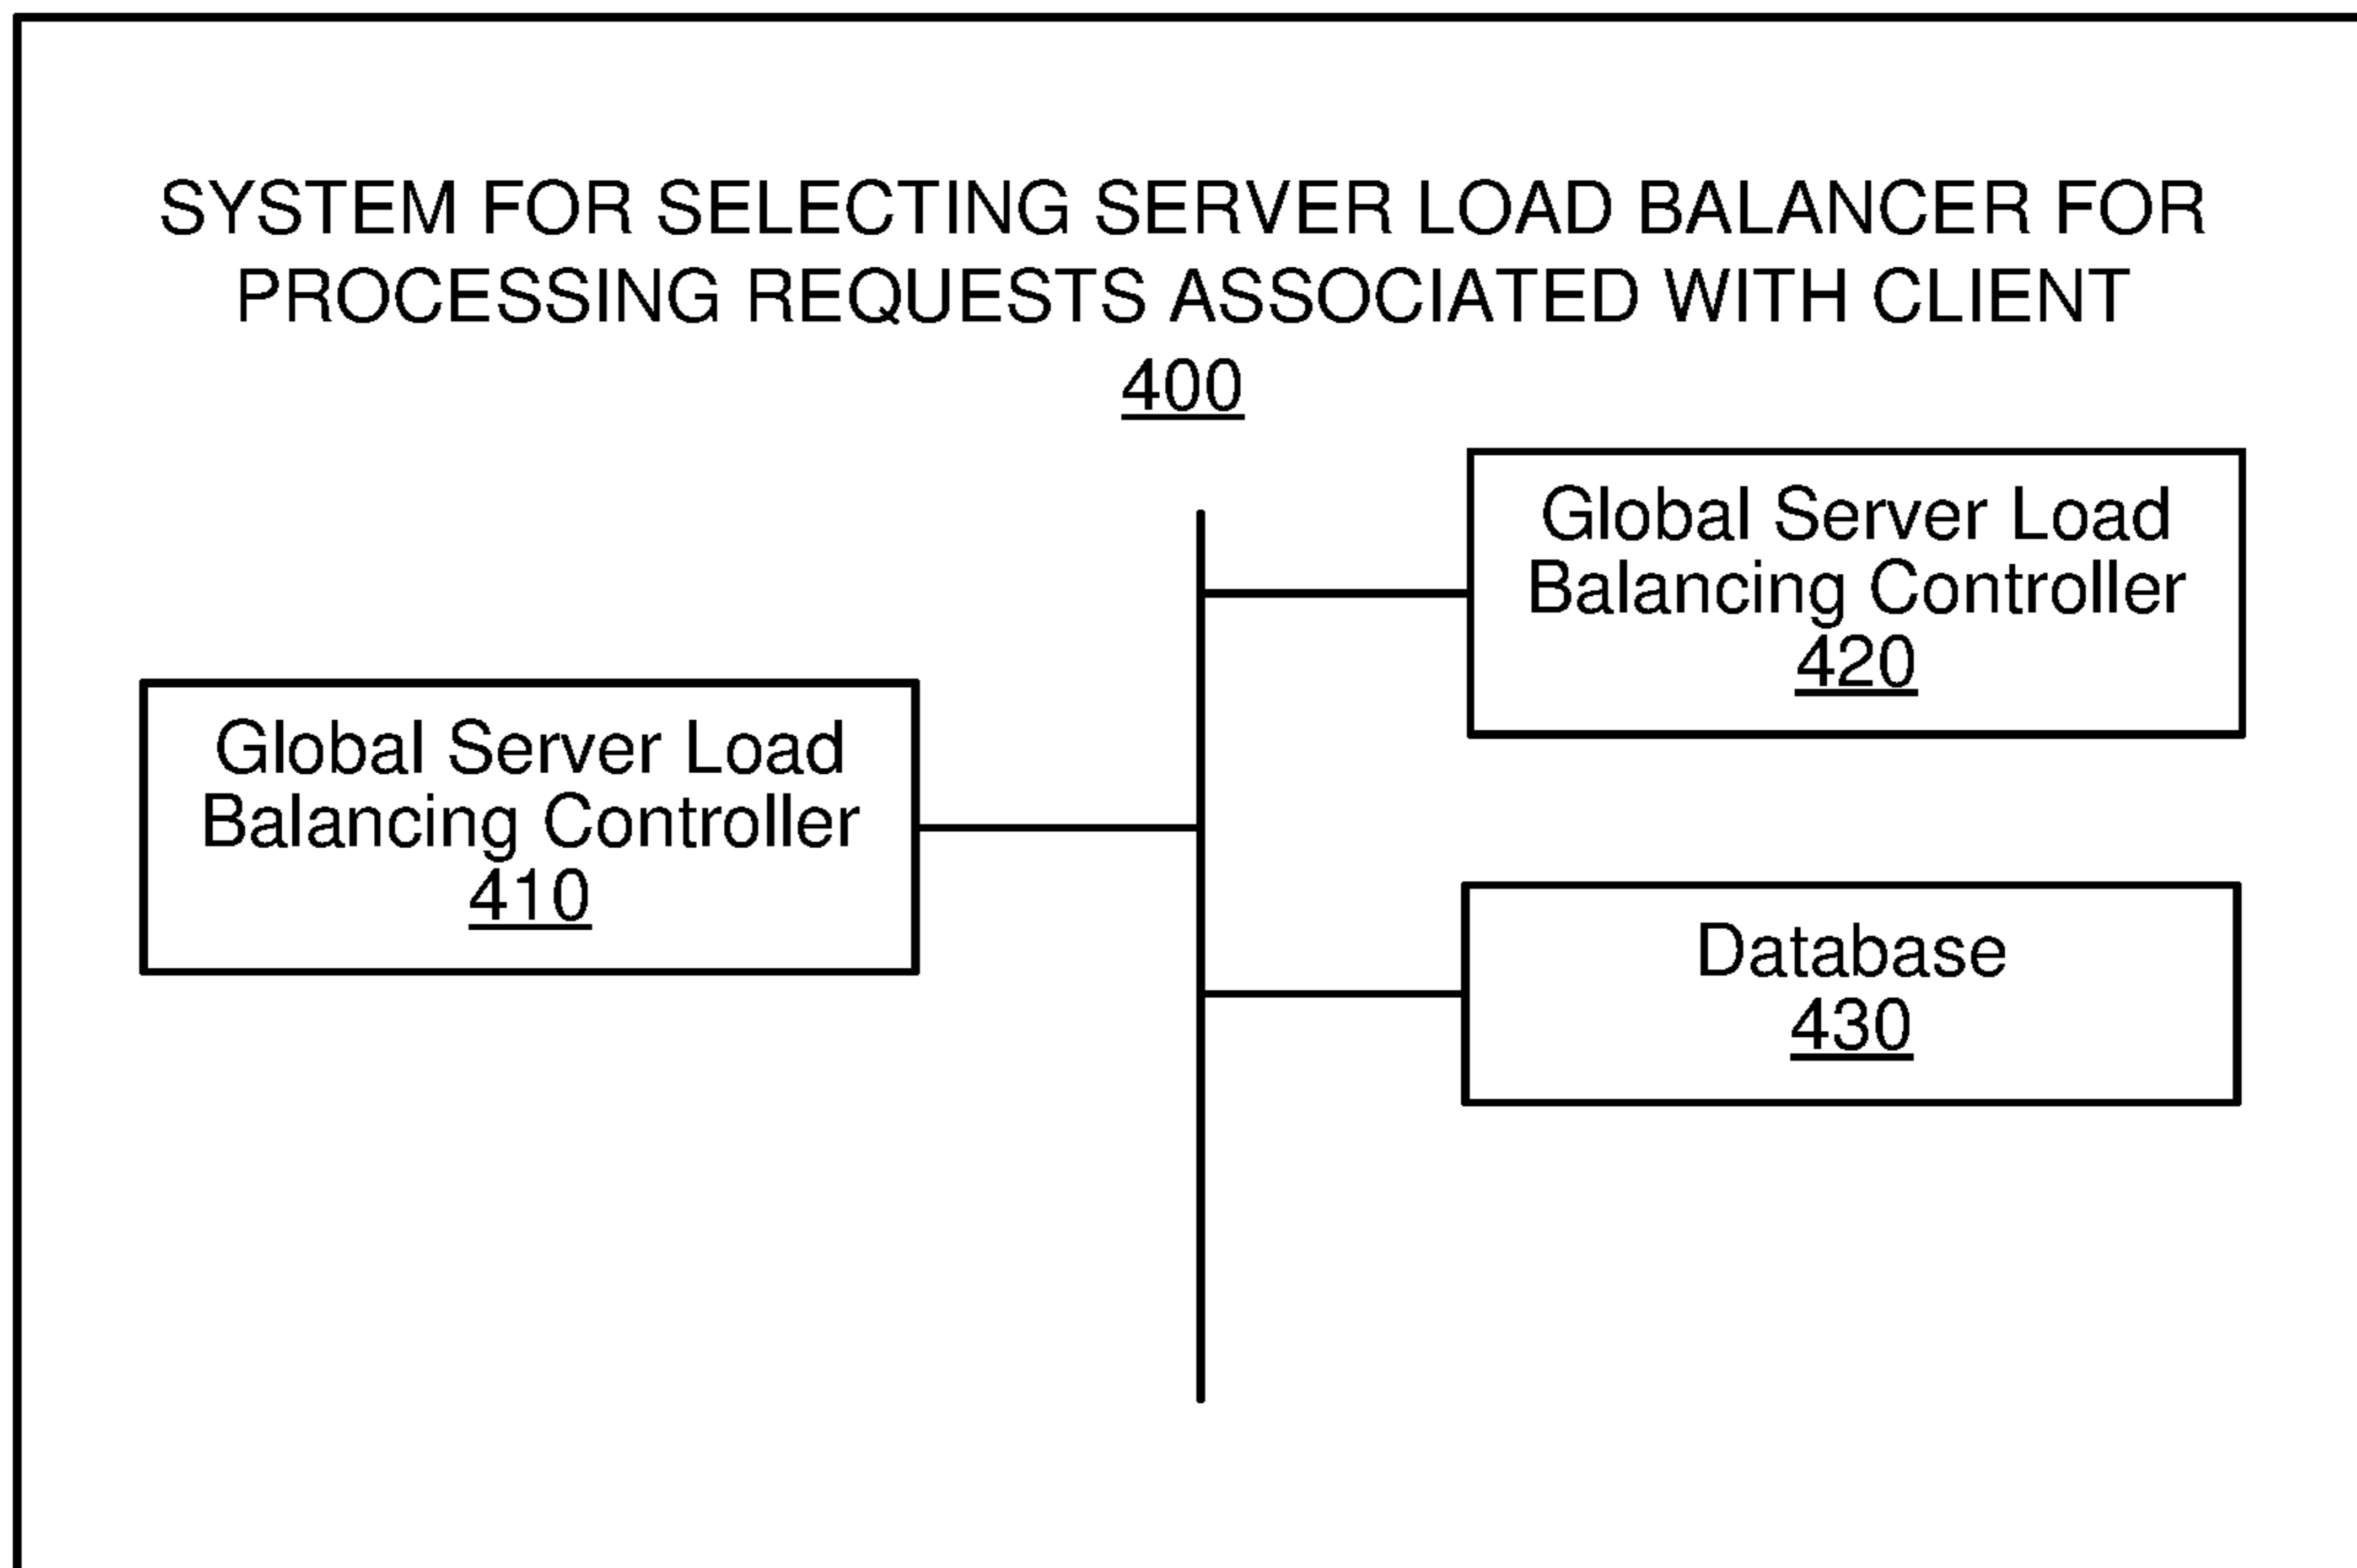 SYSTEM FOR SELECTING SERVER LOAD BALANCER FOR
PROCESSING REQUESTS ASSOCIATED WITH CLIENT
400
Global Server Load
Balancing Controller
420
Global Server Load
Balancing Controller
410
Database
430